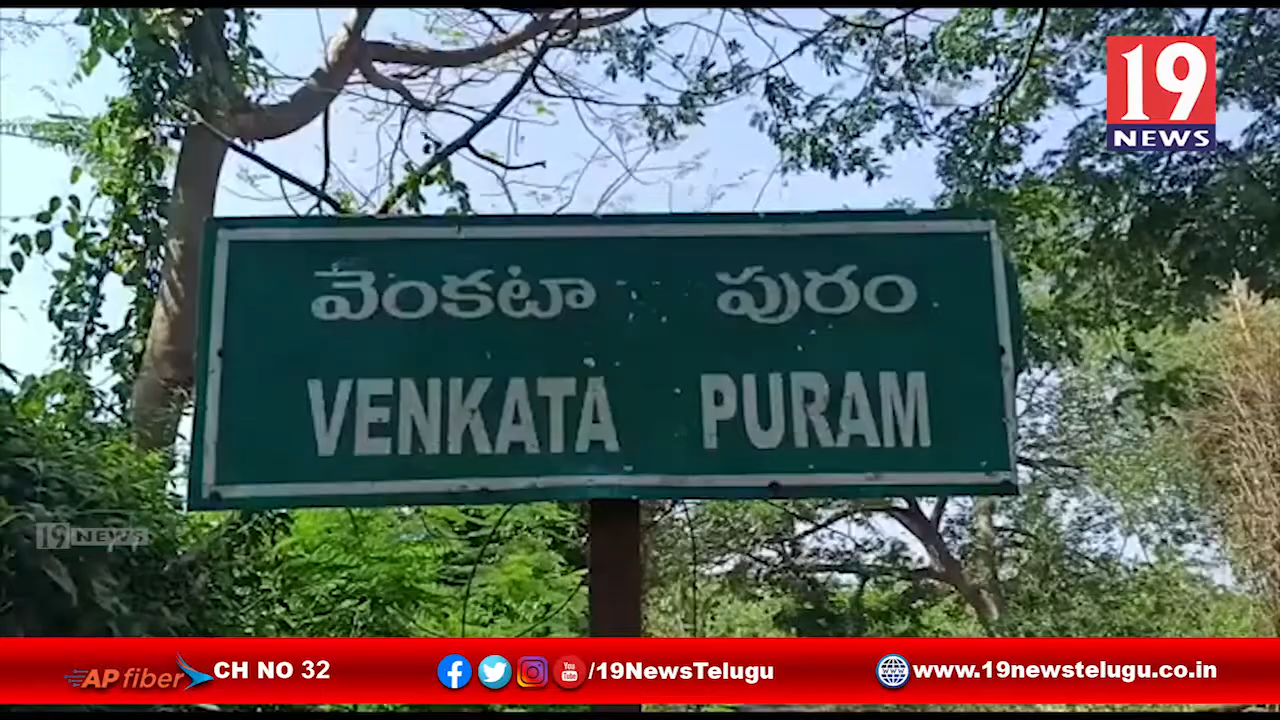 19
NEWS
వెంకటా పురం
VENKATA PURAM
19 NEWS
AP fiber CH NO 32 /19NewsTelugu www.19newstelugu.co.in